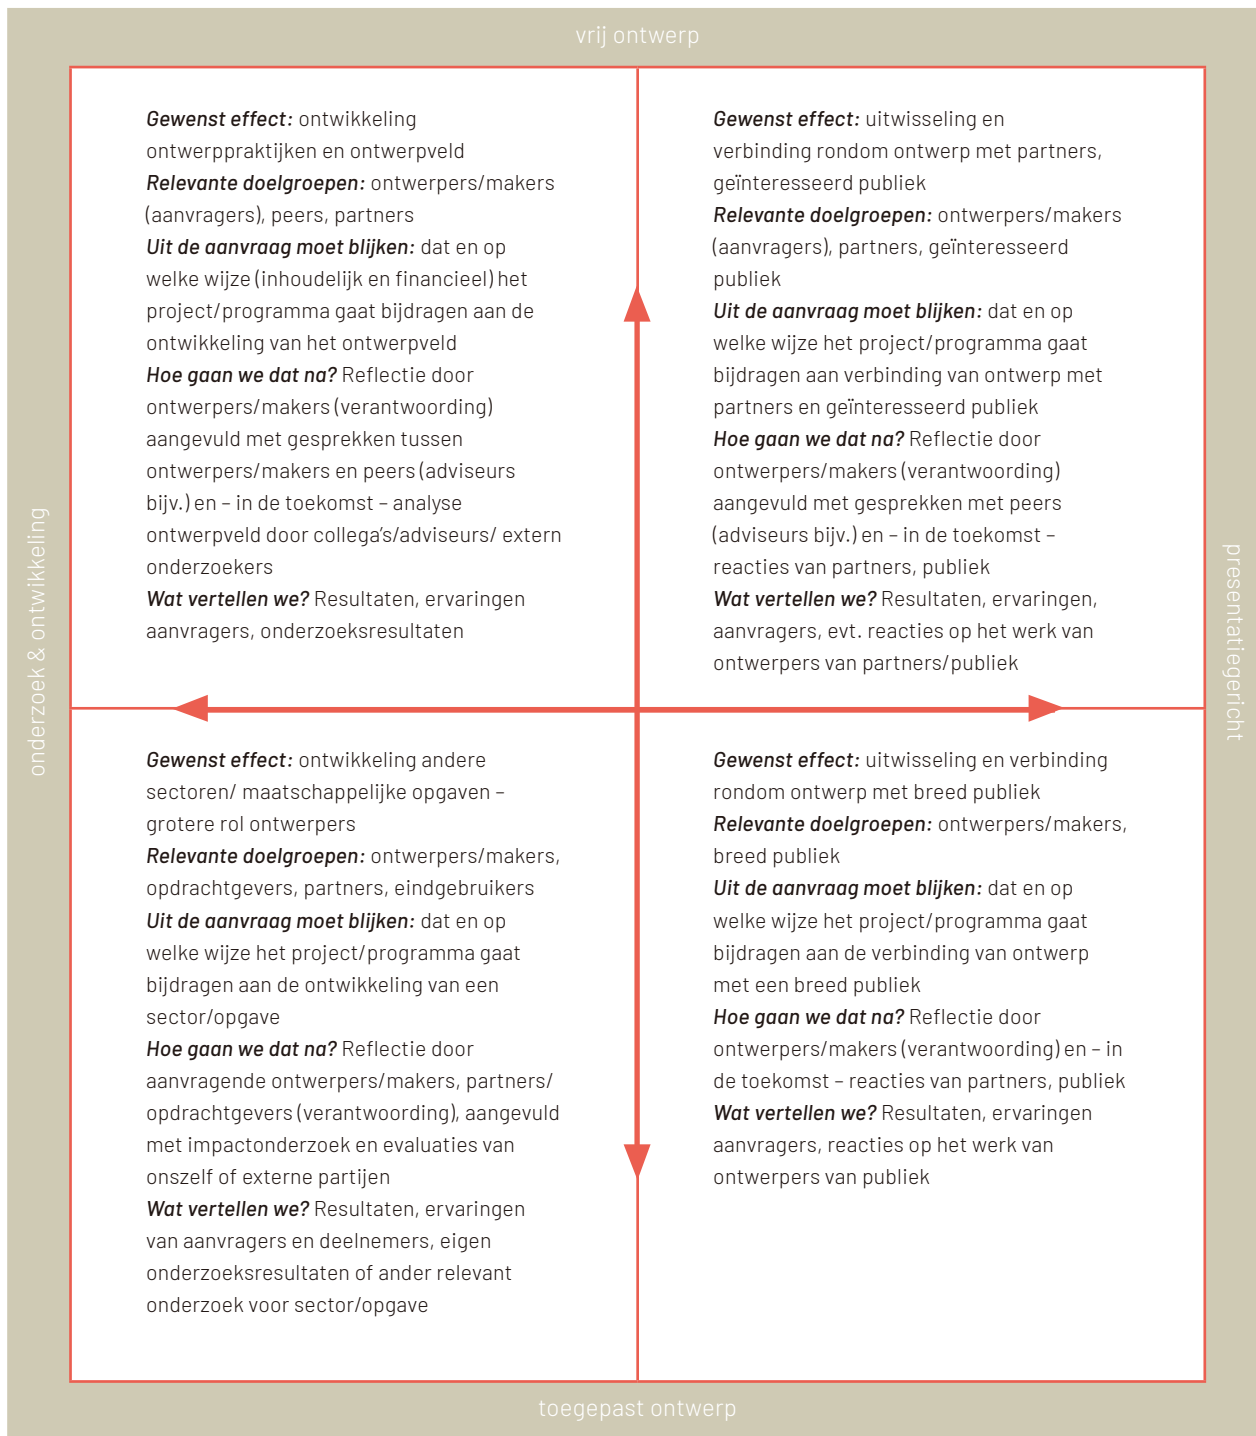 vrij ontwerp
onderzoek & ontwikkeling
Gewenst effect: ontwikkeling
ontwerppraktijken en ontwerpveld
Relevante doelgroepen: ontwerpers/makers
(aanvragers), peers, partners
Uit de aanvraag moet blijken: dat en op
welke wijze (inhoudelijk en financieel) het
project/programma gaat bijdragen aan de
ontwikkeling van het ontwerpveld
Hoe gaan we dat na? Reflectie door
ontwerpers/makers (verantwoording)
aangevuld met gesprekken tussen
ontwerpers/makers en peers (adviseurs
bijv.) en – in de toekomst – analyse
ontwerpveld door collega's/adviseurs/ extern
onderzoekers
Wat vertellen we? Resultaten, ervaringen
aanvragers, onderzoeksresultaten
Gewenst effect: uitwisseling en
verbinding rondom ontwerp met partners,
geïnteresseerd publiek
Relevante doelgroepen: ontwerpers/makers
(aanvragers), partners, geïnteresseerd
publiek
Uit de aanvraag moet blijken: dat en op
welke wijze het project/programma gaat
bijdragen aan verbinding van ontwerp met
partners en geïnteresseerd publiek
Hoe gaan we dat na? Reflectie door
ontwerpers/makers (verantwoording)
aangevuld met gesprekken met peers
(adviseurs bijv.) en – in de toekomst –
reacties van partners, publiek
Wat vertellen we? Resultaten, ervaringen,
aanvragers, evt. reacties op het werk van
ontwerpers van partners/publiek
presentatiegericht
Gewenst effect: ontwikkeling andere
sectoren/ maatschappelijke opgaven –
grotere rol ontwerpers
Relevante doelgroepen: ontwerpers/makers,
opdrachtgevers, partners, eindgebruikers
Uit de aanvraag moet blijken: dat en op
welke wijze het project/programma gaat
bijdragen aan de ontwikkeling van een
sector/opgave
Hoe gaan we dat na? Reflectie door
aanvragende ontwerpers/makers, partners/
opdrachtgevers (verantwoording), aangevuld
met impactonderzoek en evaluaties van
onszelf of externe partijen
Wat vertellen we? Resultaten, ervaringen
van aanvragers en deelnemers, eigen
onderzoeksresultaten of ander relevant
onderzoek voor sector/opgave
Gewenst effect: uitwisseling en verbinding
rondom ontwerp met breed publiek
Relevante doelgroepen: ontwerpers/makers,
breed publiek
Uit de aanvraag moet blijken: dat en op
welke wijze het project/programma gaat
bijdragen aan de verbinding van ontwerp
met een breed publiek
Hoe gaan we dat na? Reflectie door
ontwerpers/makers (verantwoording) en – in
de toekomst – reacties van partners, publiek
Wat vertellen we? Resultaten, ervaringen
aanvragers, reacties op het werk van
ontwerpers van publiek
toegepast ontwerp